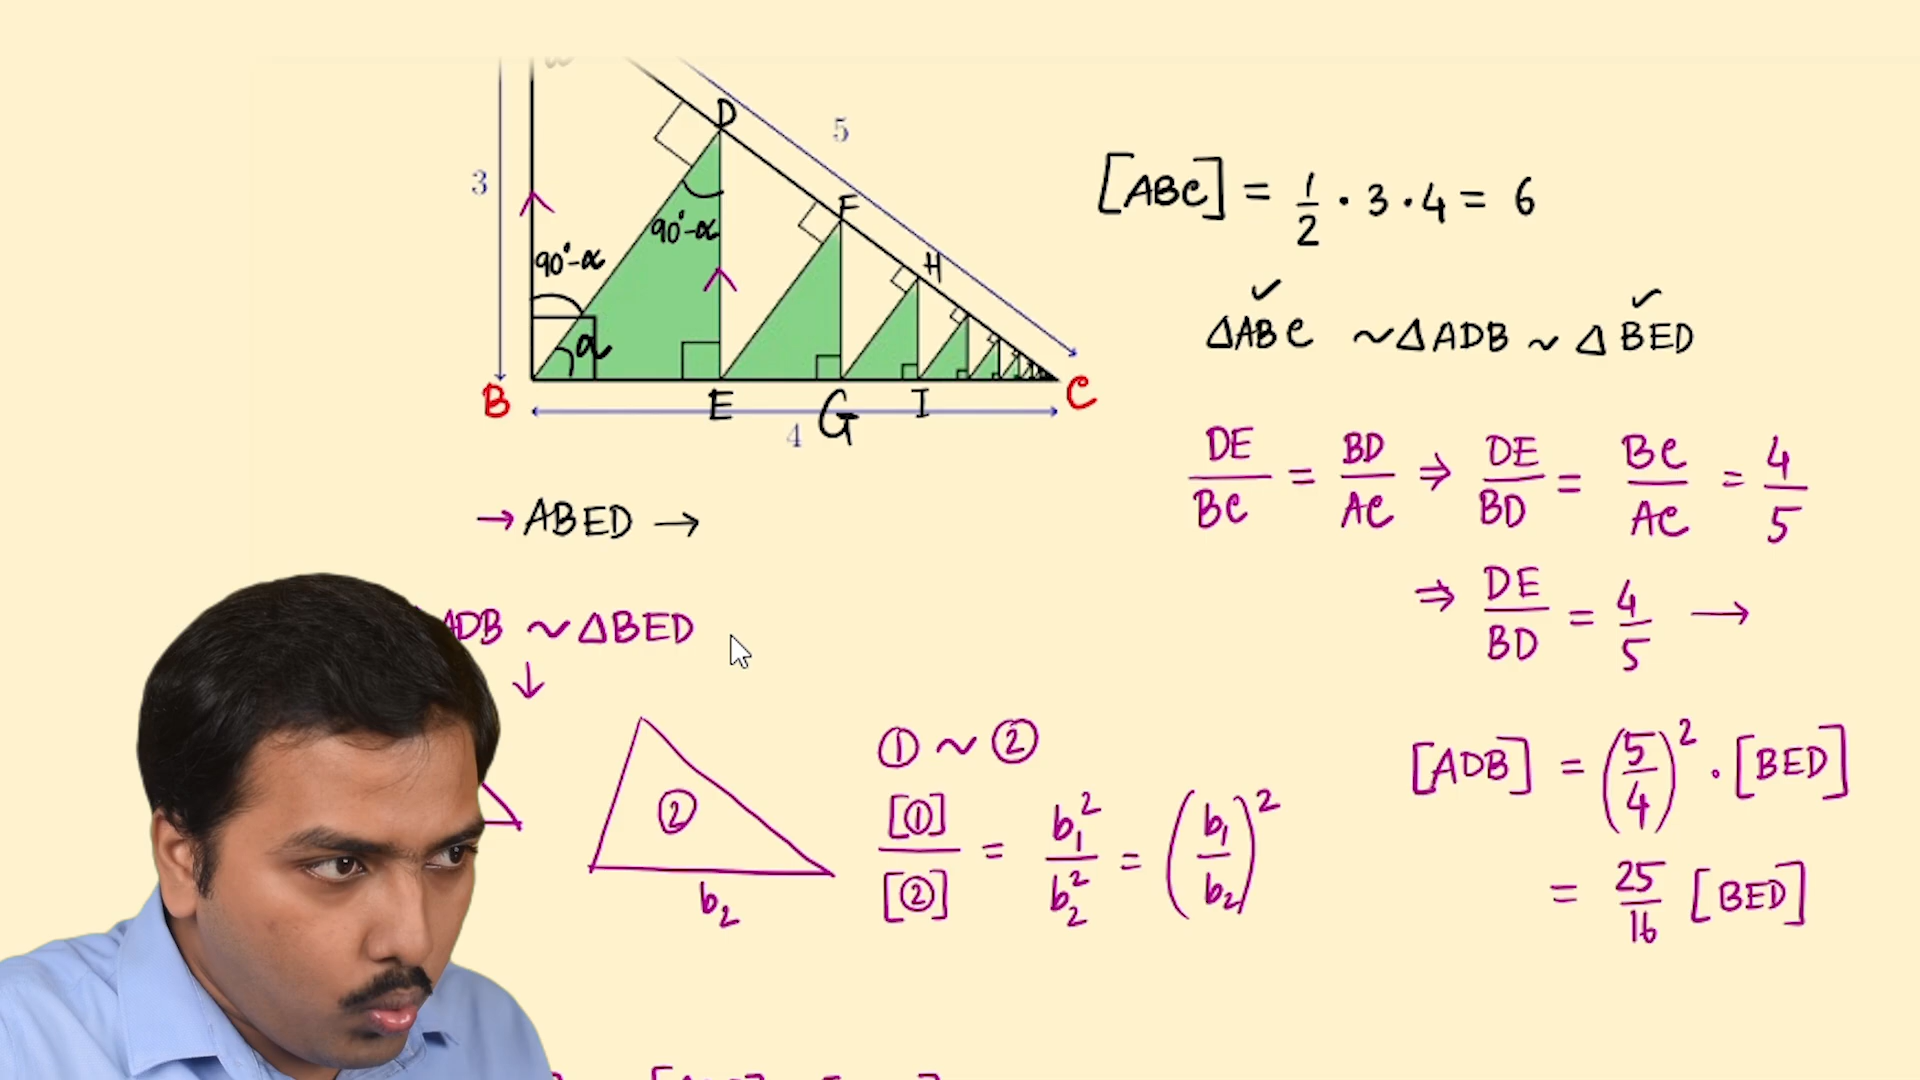 D
5
3
F
90°-α
H
90°-α
α
B
E
G
I
C
4
[ABC] = 1/2 · 3 · 4 = 6
✓ ✓
ΔABC ~ ΔADB ~ Δ BED
DE/BC = BD/AC ⇒ DE/BD = BC/AC = 4/5
⇒ DE/BD = 4/5 →
→ ABED →
ADB ~ ΔBED
↓
②
b₂
① ~ ②
[①]/[②] = b₁²/b₂² = (b₁/b₂)²
[ADB] = (5/4)² · [BED]
= 25/16 [BED]